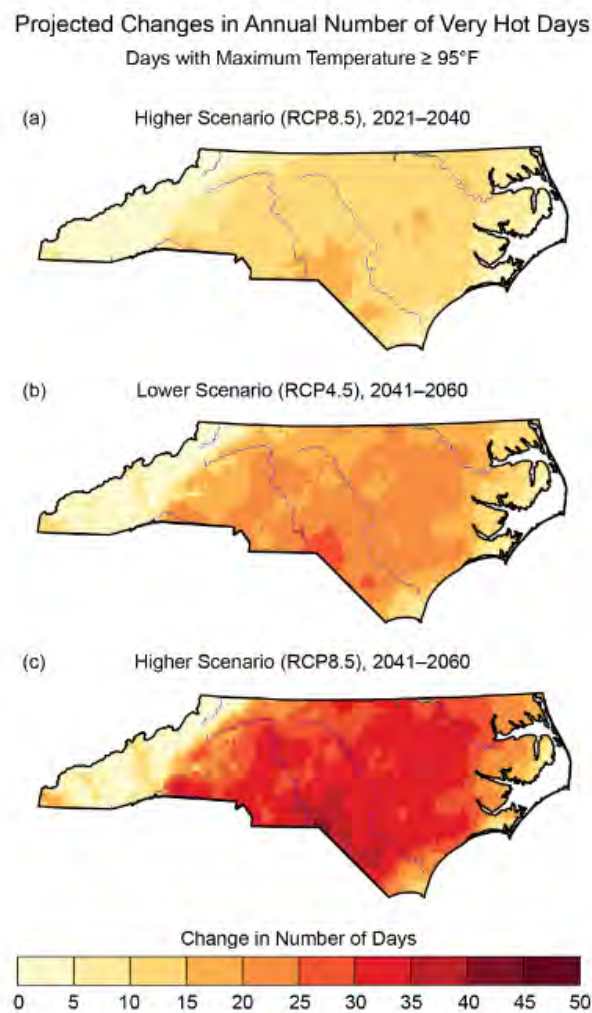 Projected Changes in Annual Number of Very Hot Days
Days with Maximum Temperature ≥ 95°F
(a) Higher Scenario (RCP8.5), 2021–2040
(b) Lower Scenario (RCP4.5), 2041–2060
(c) Higher Scenario (RCP8.5), 2041–2060
Change in Number of Days
0 5 10 15 20 25 30 35 40 45 50